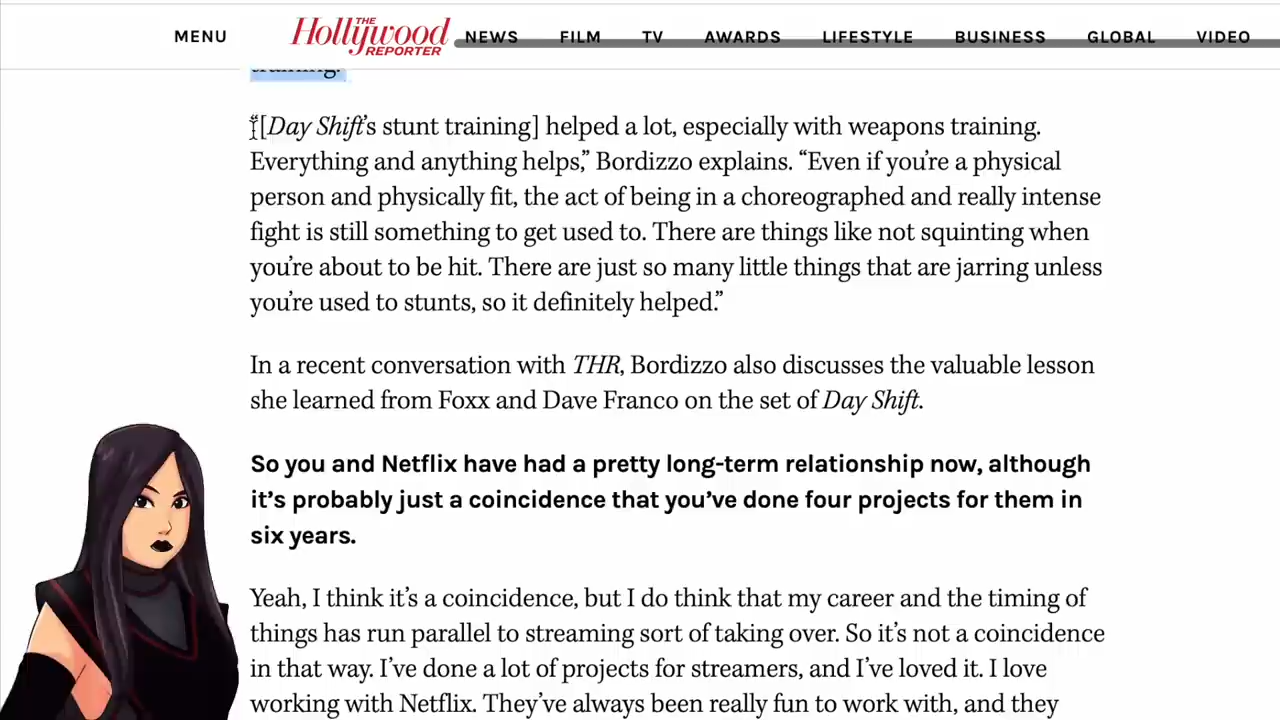 MENU
THE
Hollywood
REPORTER
NEWS FILM TV AWARDS LIFESTYLE BUSINESS GLOBAL VIDEO
training.
“[Day Shift’s stunt training] helped a lot, especially with weapons training.
Everything and anything helps,” Bordizzo explains. “Even if you’re a physical
person and physically fit, the act of being in a choreographed and really intense
fight is still something to get used to. There are things like not squinting when
you’re about to be hit. There are just so many little things that are jarring unless
you’re used to stunts, so it definitely helped.”
In a recent conversation with THR, Bordizzo also discusses the valuable lesson
she learned from Foxx and Dave Franco on the set of Day Shift.
So you and Netflix have had a pretty long-term relationship now, although
it’s probably just a coincidence that you’ve done four projects for them in
six years.
Yeah, I think it’s a coincidence, but I do think that my career and the timing of
things has run parallel to streaming sort of taking over. So it’s not a coincidence
in that way. I’ve done a lot of projects for streamers, and I’ve loved it. I love
working with Netflix. They’ve always been really fun to work with, and they